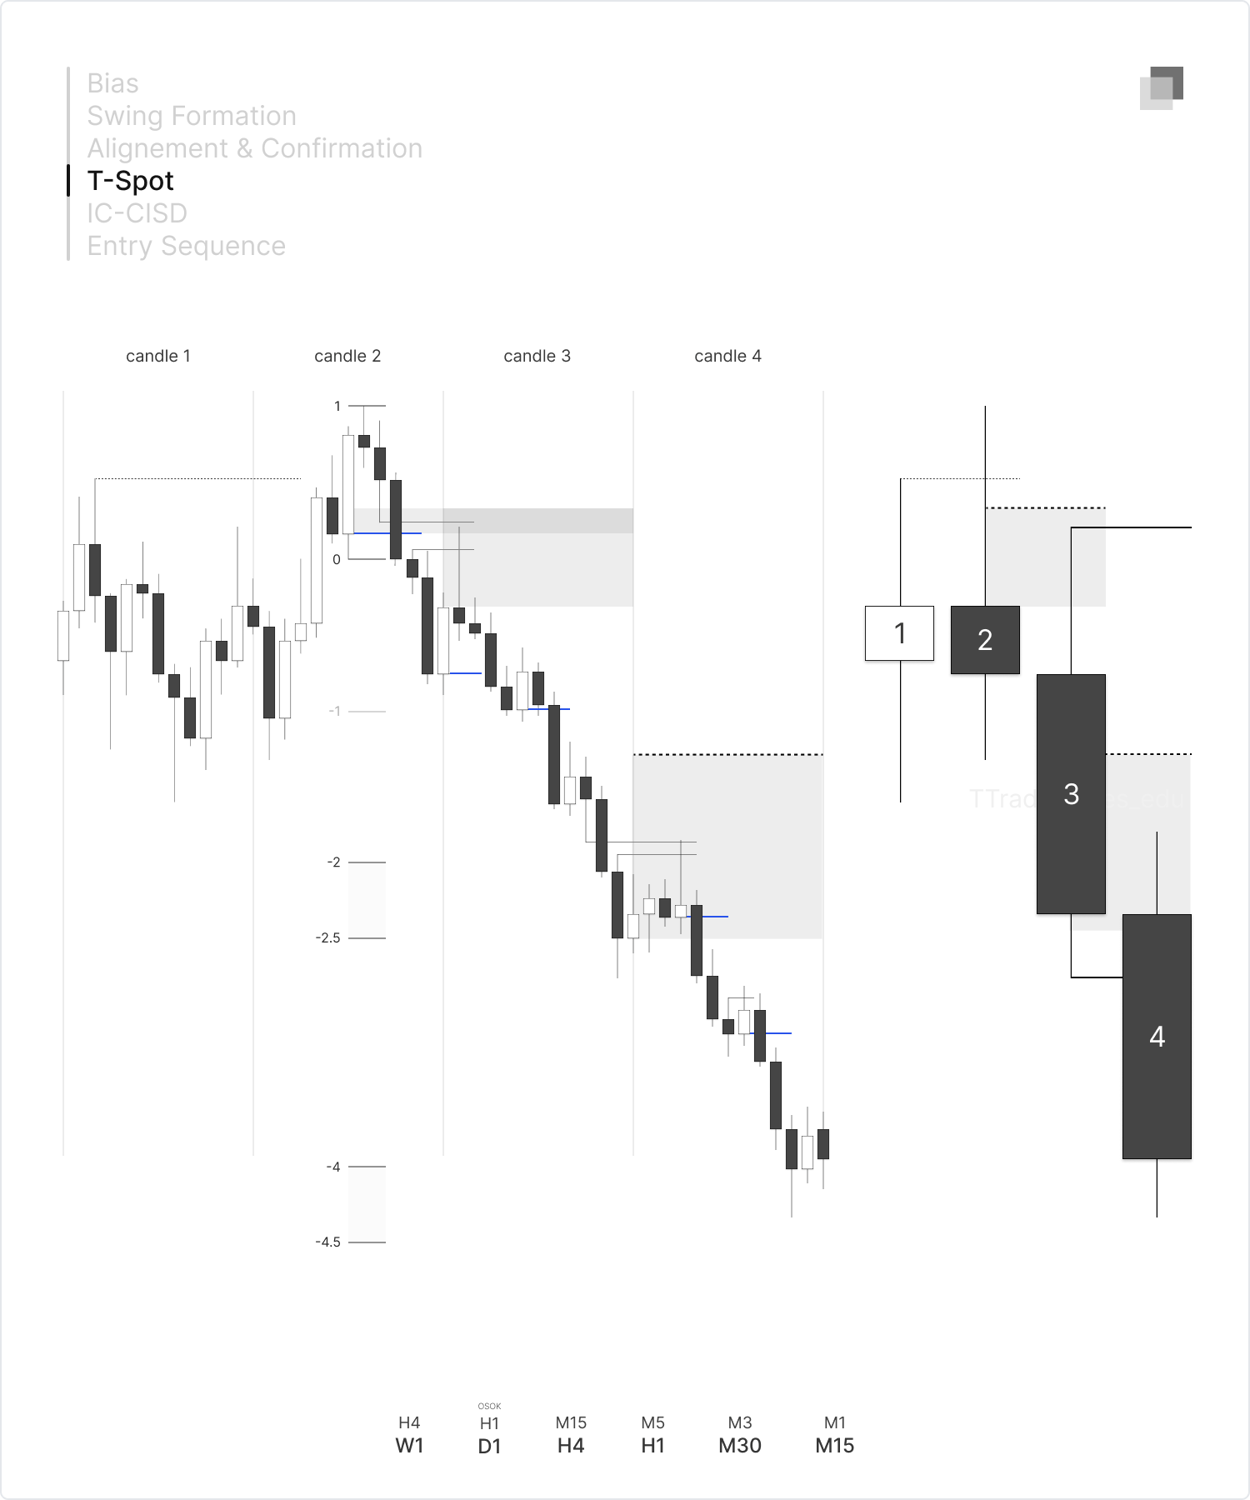 Bias
Swing Formation
Alignement & Confirmation
T-Spot
IC-CISD
Entry Sequence
candle 1
candle 2
candle 3
candle 4
1
0
-1
-2
-2.5
-4
-4.5
1
2
3
4
OSOK
H4 H1 M15 M5 M3 M1
W1 D1 H4 H1 M30 M15